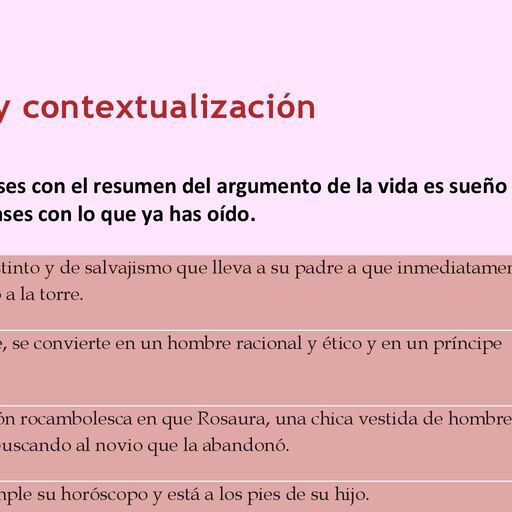 y contextualización
ses con el resumen del argumento de la vida es sueño
ases con lo que ya has oído.
tinto y de salvajismo que lleva a su padre a que inmediatamen
a la torre.
, se convierte en un hombre racional y ético y en un príncipe
ón rocambolesca en que Rosaura, una chica vestida de hombre
buscando al novio que la abandonó.
mple su horóscopo y está a los pies de su hijo.